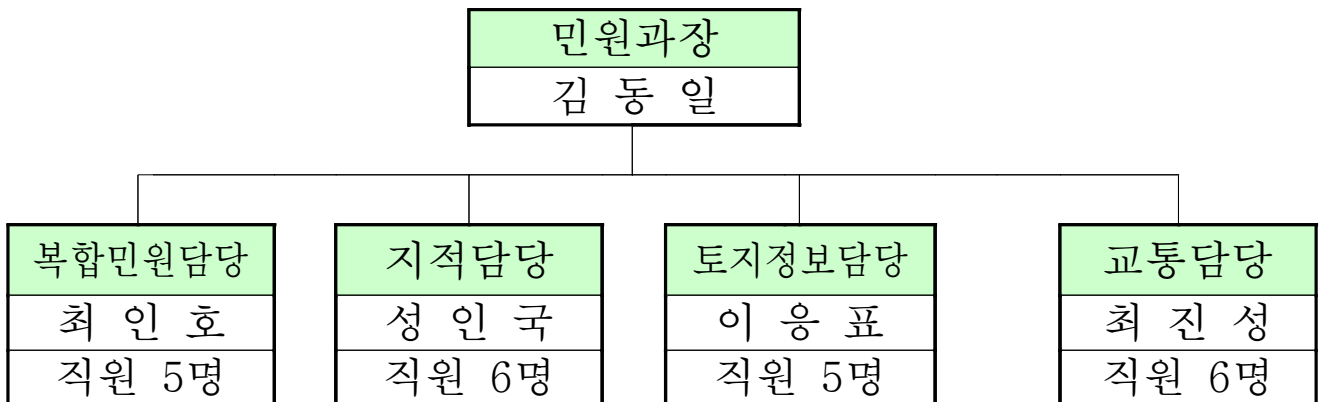 민원과장
김 동 일
복합민원담당
최 인 호
직원 5명
지적담당
성 인 국
직원 6명
토지정보담당
이 응 표
직원 5명
교통담당
최 진 성
직원 6명